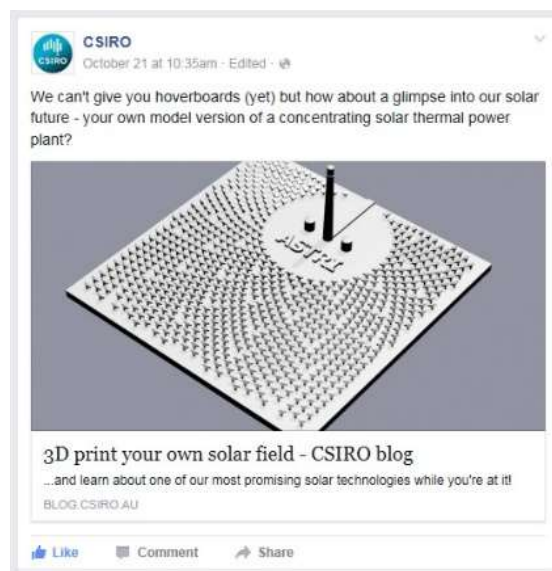 CSIRO
CSIRO
October 21 at 10:35am · Edited ·
We can't give you hoverboards (yet) but how about a glimpse into our solar
future - your own model version of a concentrating solar thermal power
plant?
ASTRI
3D print your own solar field - CSIRO blog
...and learn about one of our most promising solar technologies while you're at it!
BLOG.CSIRO.AU
Like Comment Share